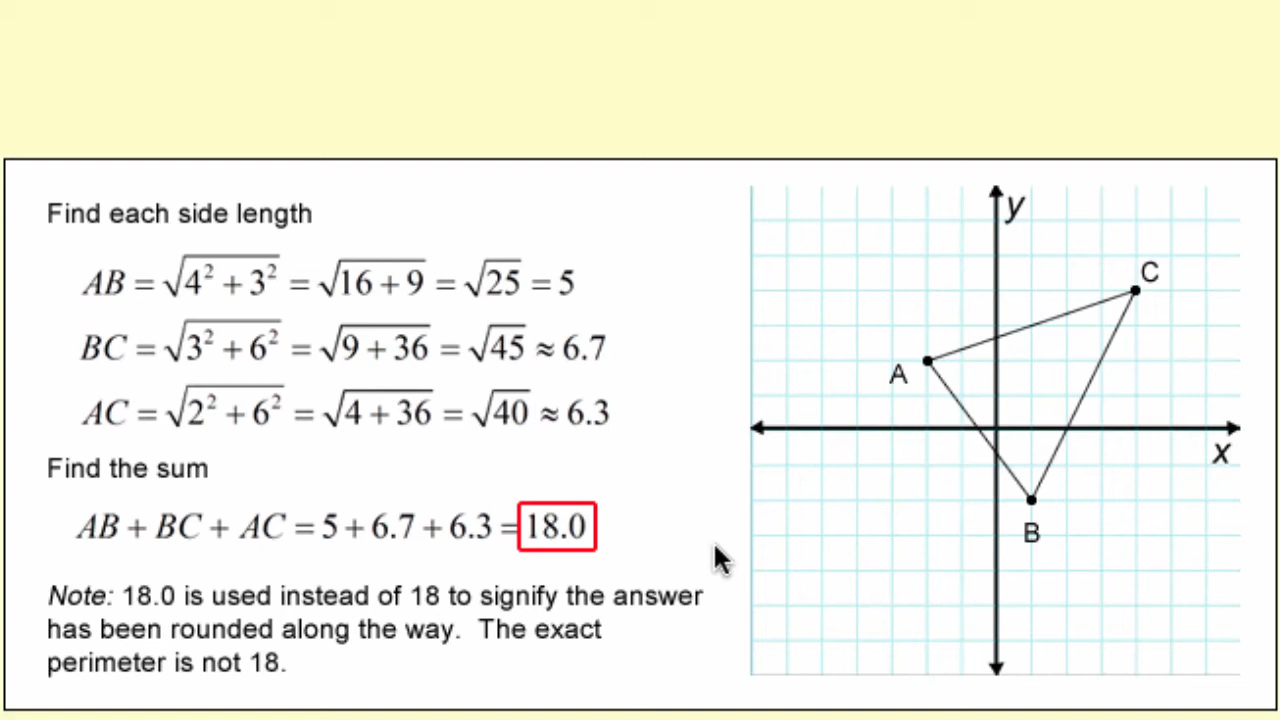 Find each side length
AB = √4² + 3² = √16 + 9 = √25 = 5
BC = √3² + 6² = √9 + 36 = √45 ≈ 6.7
AC = √2² + 6² = √4 + 36 = √40 ≈ 6.3
Find the sum
AB + BC + AC = 5 + 6.7 + 6.3 = 18.0
Note: 18.0 is used instead of 18 to signify the answer
has been rounded along the way. The exact
perimeter is not 18.
y
C
A
x
B